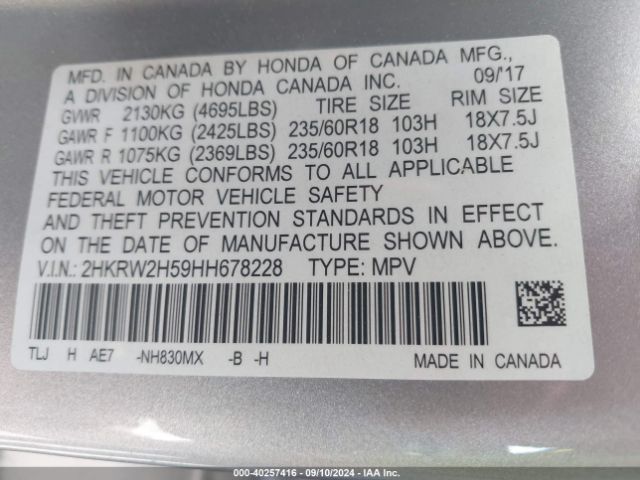 MFD. IN CANADA BY HONDA OF CANADA MFG.,
A DIVISION OF HONDA CANADA INC. 09/'17
GVWR 2130KG (4695LBS) TIRE SIZE RIM SIZE
GAWR F 1100KG (2425LBS) 235/60R18 103H 18X7.5J
GAWR R 1075KG (2369LBS) 235/60R18 103H 18X7.5J
THIS VEHICLE CONFORMS TO ALL APPLICABLE
FEDERAL MOTOR VEHICLE SAFETY
AND THEFT PREVENTION STANDARDS IN EFFECT
ON THE DATE OF MANUFACTURE SHOWN ABOVE.
V.I.N.: 2HKRW2H59HH678228 TYPE: MPV
TLJ H AE7 -NH830MX -B -H MADE IN CANADA
000-40257416 - 09/10/2024 - IAA Inc.